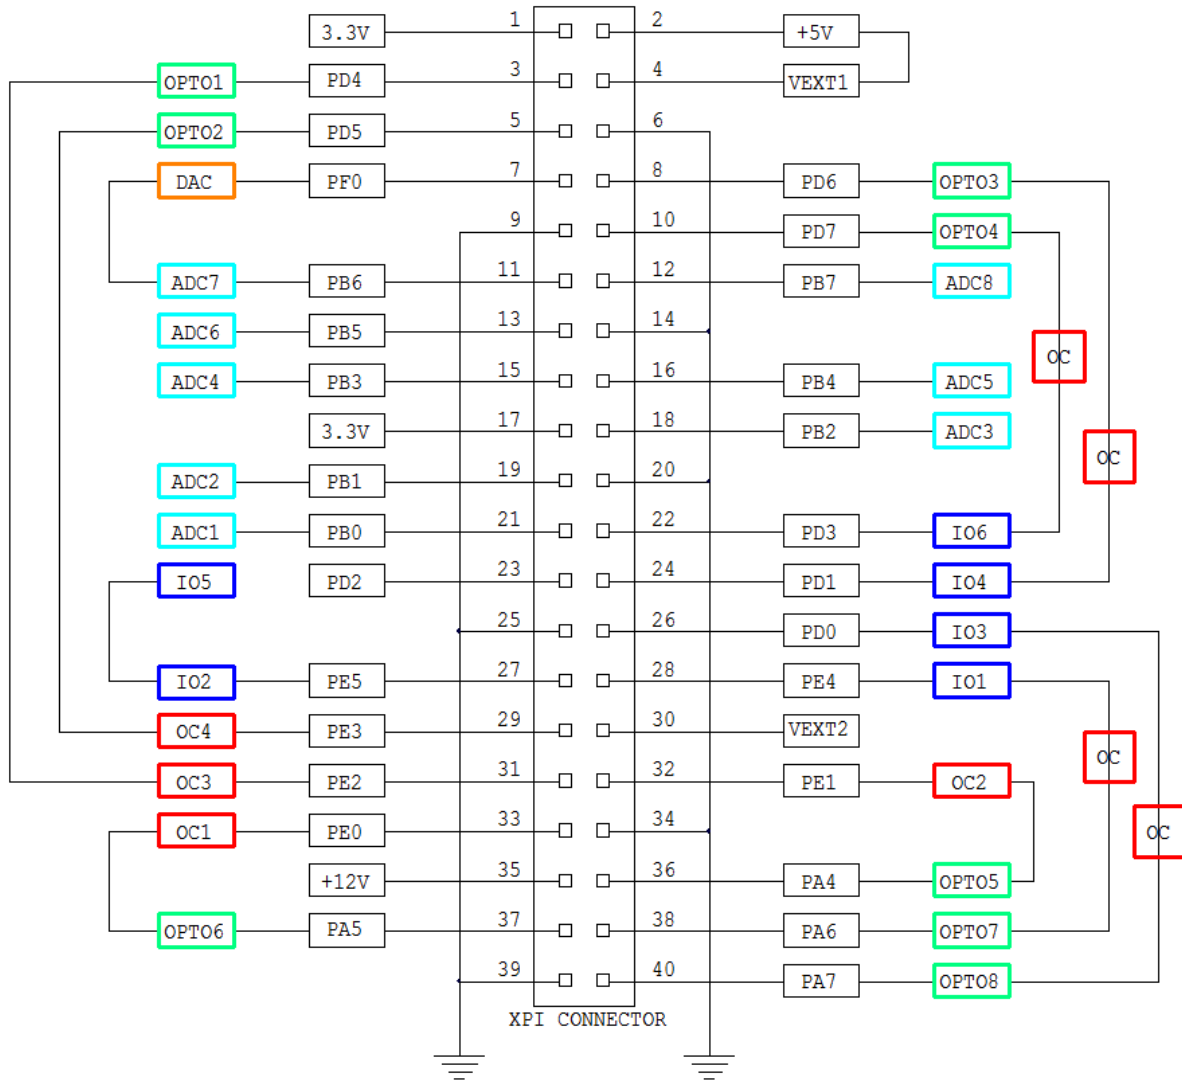 3.3V 1 2 +5V
OPTO1 PD4 3 4 VEXT1
OPTO2 PD5 5 6
DAC PF0 7 8 PD6 OPTO3
9 10 PD7 OPTO4
ADC7 PB6 11 12 PB7 ADC8
ADC6 PB5 13 14
OC
ADC4 PB3 15 16 PB4 ADC5
3.3V 17 18 PB2 ADC3
OC
ADC2 PB1 19 20
ADC1 PB0 21 22 PD3 IO6
IO5 PD2 23 24 PD1 IO4
25 26 PD0 IO3
IO2 PE5 27 28 PE4 IO1
OC4 PE3 29 30 VEXT2
OC
OC3 PE2 31 32 PE1 OC2
OC1 PE0 33 34 OC
+12V 35 36 PA4 OPTO5
OPTO6 PA5 37 38 PA6 OPTO7
39 40 PA7 OPTO8
XPI CONNECTOR